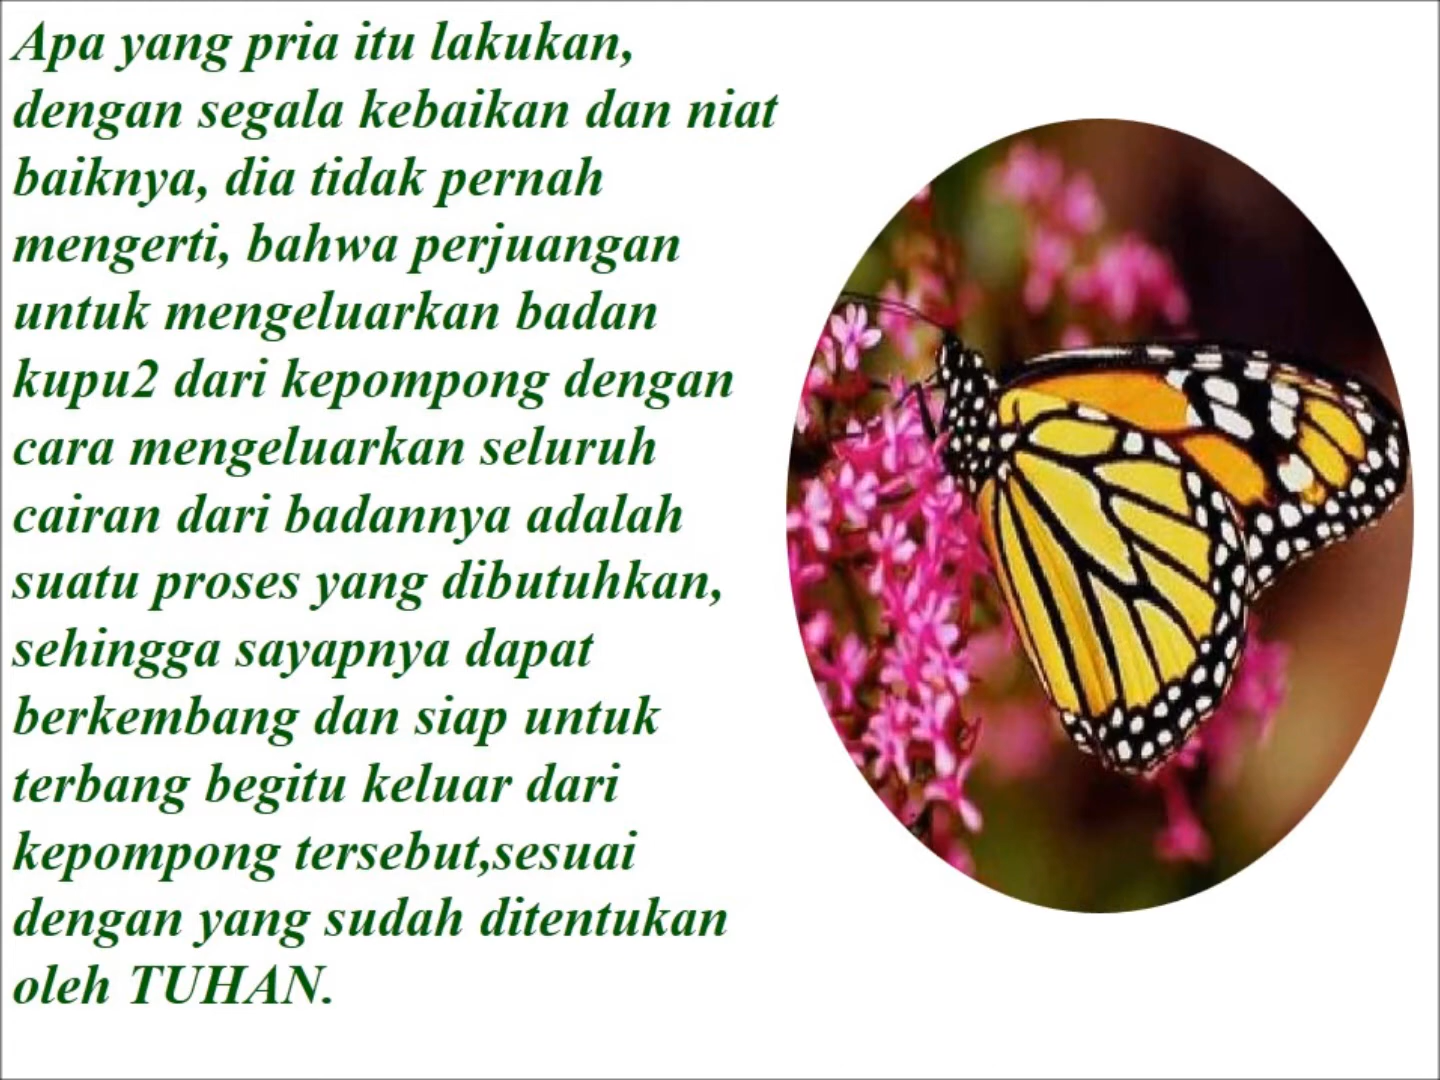 Apa yang pria itu lakukan,
dengan segala kebaikan dan niat
baiknya, dia tidak pernah
mengerti, bahwa perjuangan
untuk mengeluarkan badan
kupu2 dari kepompong dengan
cara mengeluarkan seluruh
cairan dari badannya adalah
suatu proses yang dibutuhkan,
sehingga sayapnya dapat
berkembang dan siap untuk
terbang begitu keluar dari
kepompong tersebut,sesuai
dengan yang sudah ditentukan
oleh TUHAN.